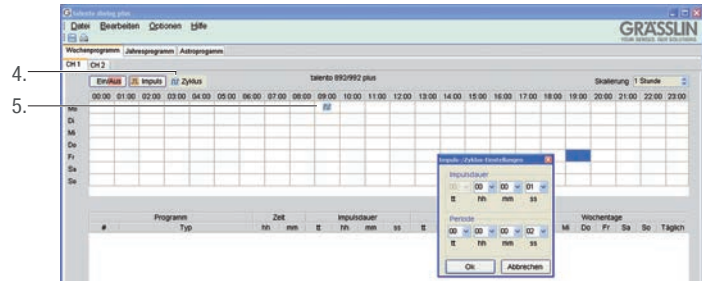 talento dialog plus
Datei Bearbeiten Optionen Hilfe
GRÄSSLIN
Wochenprogramm Jahresprogramm Astroprogramm
CH 1 CH 2
4.
Ein/Aus Impuls Zyklus talento 892/992 plus Skalierung 1 Stunde
00:00 01:00 02:00 03:00 04:00 05:00 06:00 07:00 08:00 09:00 10:00 11:00 12:00 13:00 14:00 15:00 16:00 17:00 18:00 19:00 20:00 21:00 22:00 23:00
5.
Mo
Di
Mi
Do
Fr
Sa
So
Impuls-/Zyklus-Einstellungen
Impulsdauer
00 00 00 01
tt hh mm ss
Periode
00 00 00 02
tt hh mm ss
Ok Abbrechen
Programm Zeit Impulsdauer Wochentage
# Typ hh mm tt hh mm ss tt Mi Do Fr Sa So Täglich